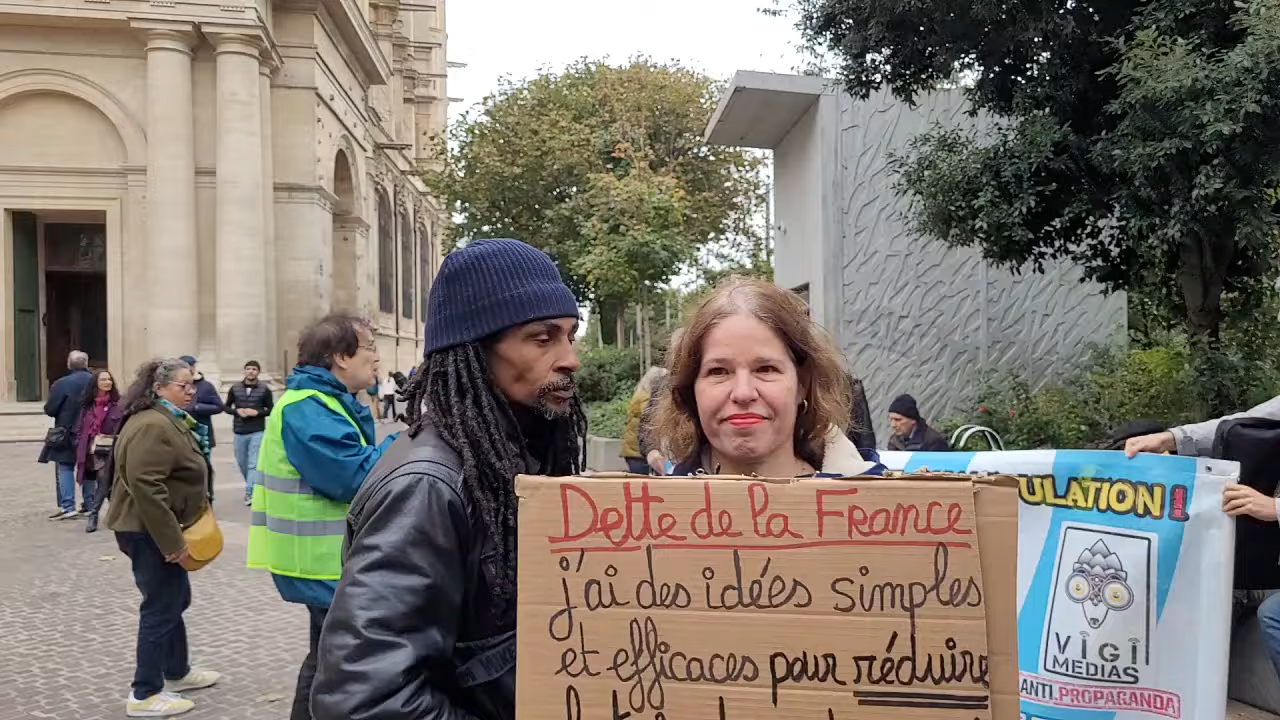 Dette de la France
j'ai des idées simples
et efficaces pour réduire
ULATION !
VIGI
MEDIAS
ANTI.PROPAGANDA